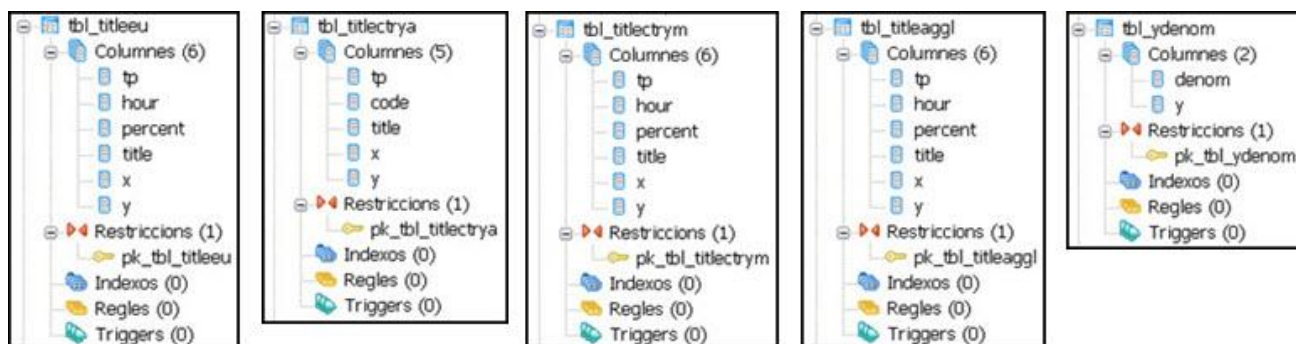 tbl_titleeu
Columnes (6)
tp
hour
percent
title
x
y
Restriccions (1)
pk_tbl_titleeu
Indexos (0)
Regles (0)
Triggers (0)
tbl_titlectrya
Columnes (5)
tp
code
title
x
y
Restriccions (1)
pk_tbl_titlectrya
Indexos (0)
Regles (0)
Triggers (0)
tbl_titlectrym
Columnes (6)
tp
hour
percent
title
x
y
Restriccions (1)
pk_tbl_titlectrym
Indexos (0)
Regles (0)
Triggers (0)
tbl_titleaggl
Columnes (6)
tp
hour
percent
title
x
y
Restriccions (1)
pk_tbl_titleaggl
Indexos (0)
Regles (0)
Triggers (0)
tbl_ydenom
Columnes (2)
denom
y
Restriccions (1)
pk_tbl_ydenom
Indexos (0)
Regles (0)
Triggers (0)